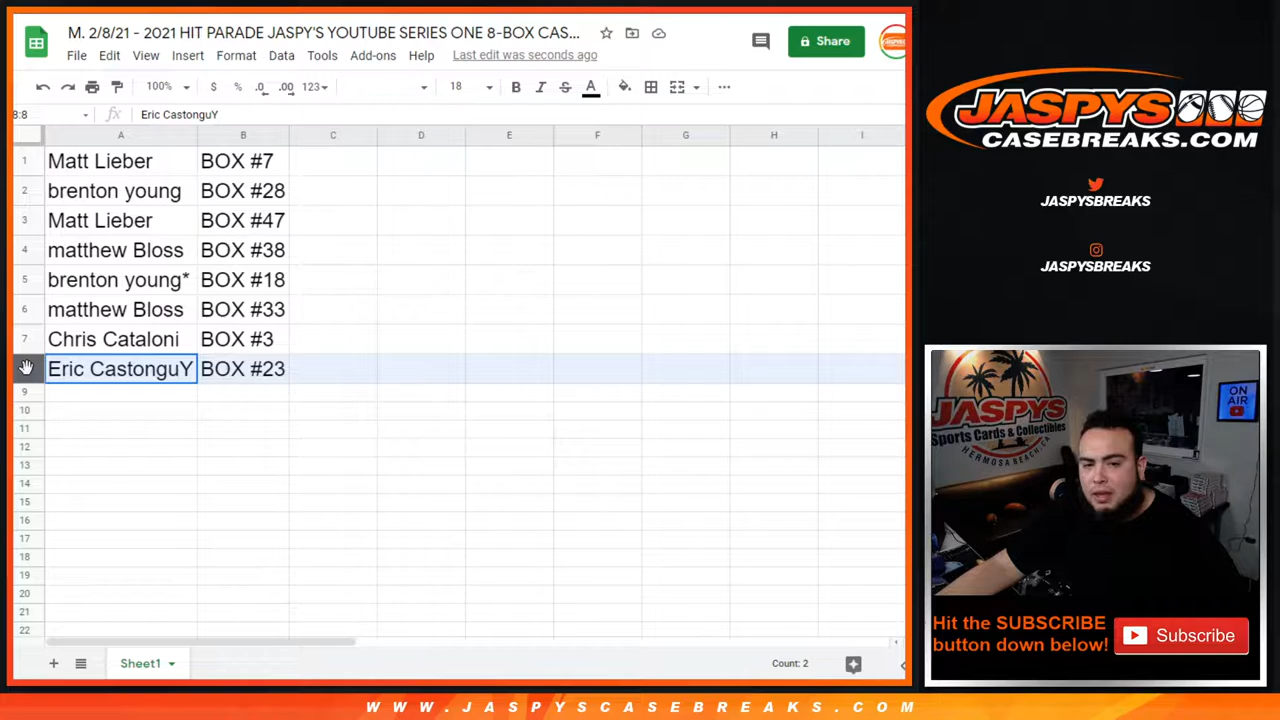 M. 2/8/21 - 2021 HIT PARADE JASPY'S YOUTUBE SERIES ONE 8-BOX CAS...
File Edit View Insert Format Data Tools Add-ons Help Last edit was seconds ago
Share
100% $ % .0 .00 123 18 B I S A ...
8:8 fx Eric CastonguY
A B C D E F G H I
1 Matt Lieber BOX #7
2 brenton young BOX #28
3 Matt Lieber BOX #47
4 matthew Bloss BOX #38
5 brenton young* BOX #18
6 matthew Bloss BOX #33
7 Chris Cataloni BOX #3
Eric CastonguY BOX #23
9
10
11
12
13
14
15
16
17
18
19
20
21
22
Sheet1 Count: 2
JASPYS
CASEBREAKS.COM
JASPYSBREAKS
JASPYSBREAKS
JASPYS
Sports Cards & Collectibles
HERMOSA BEACH, CA
ON
AIR
Hit the SUBSCRIBE
button down below!
Subscribe
WWW.JASPYSCASEBREAKS.COM